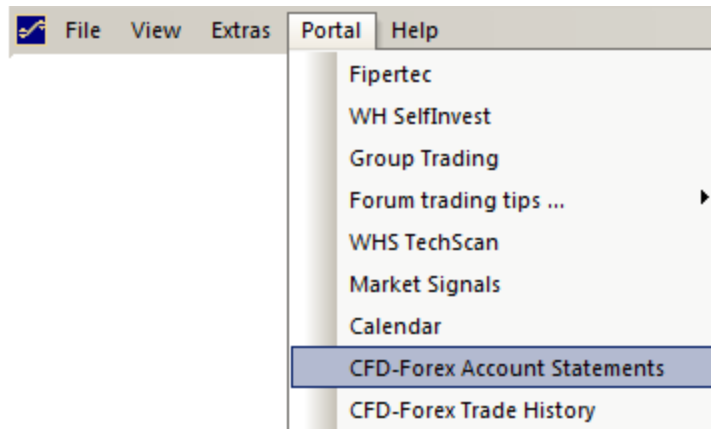 File View Extras Portal Help
Fipertec
WH SelfInvest
Group Trading
Forum trading tips ...
WHS TechScan
Market Signals
Calendar
CFD-Forex Account Statements
CFD-Forex Trade History